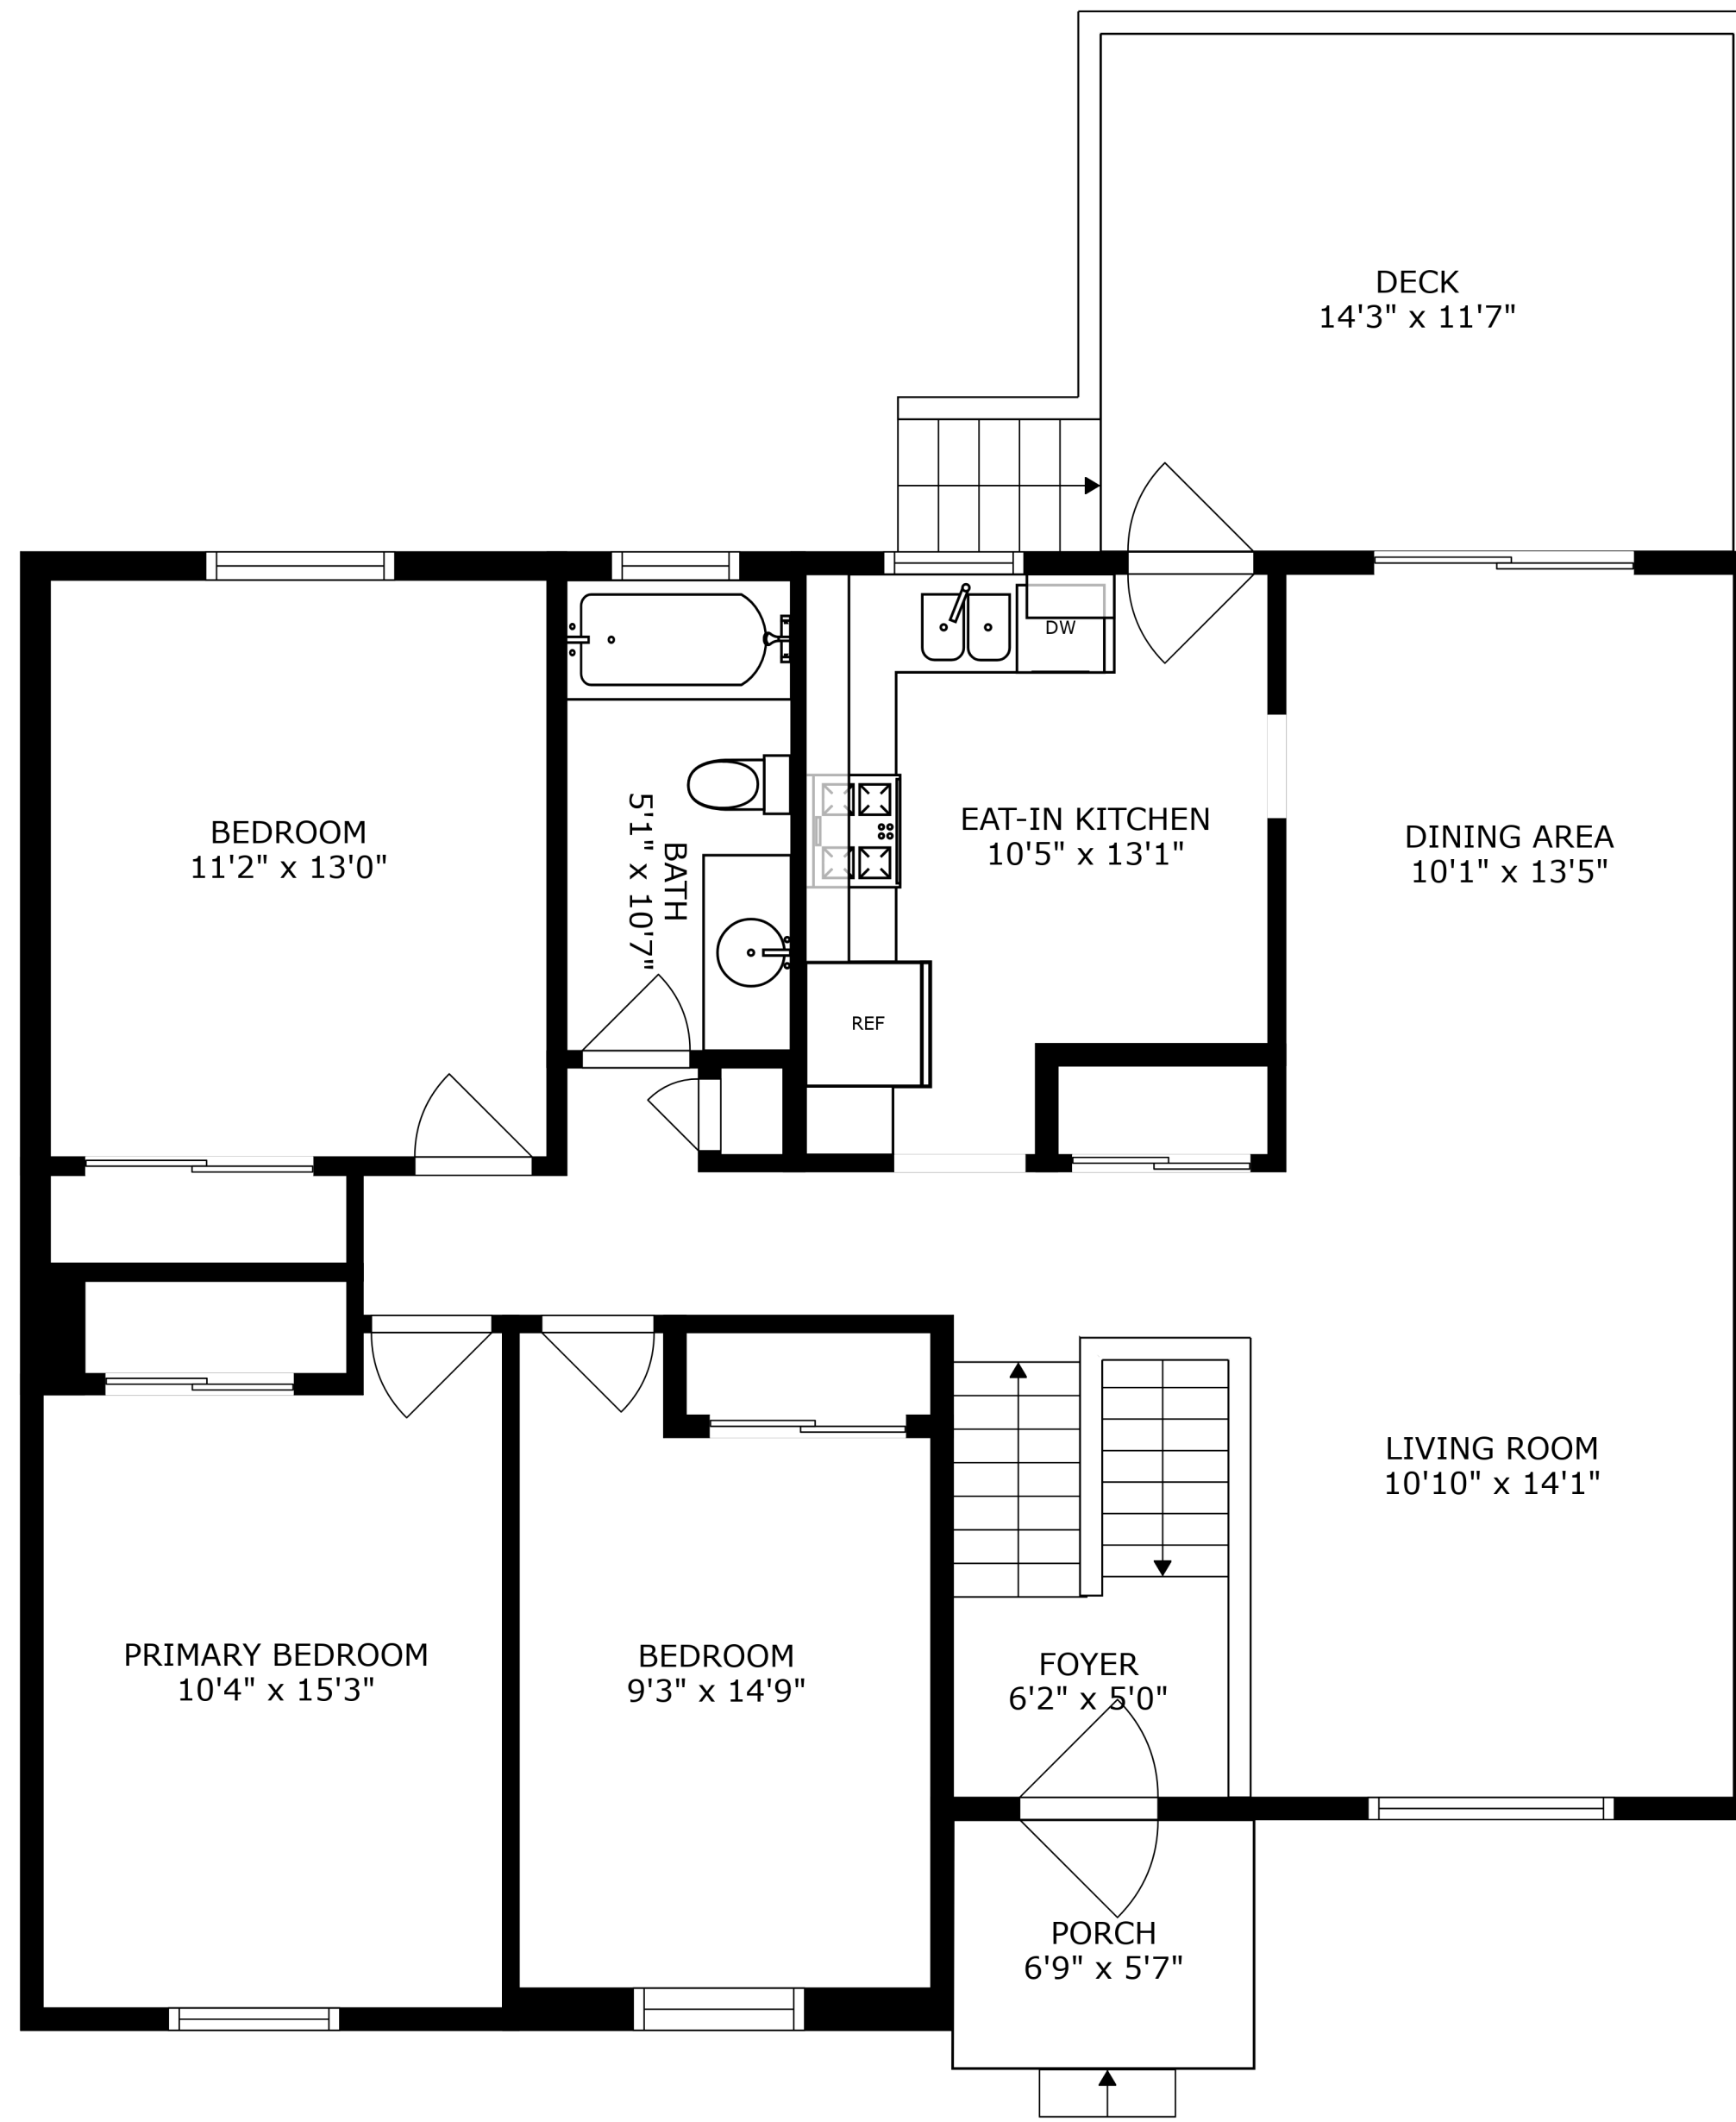 DECK
14'3" x 11'7"
DW
BEDROOM
11'2" x 13'0"
BATH
5'1" x 10'7"
EAT-IN KITCHEN
10'5" x 13'1"
DINING AREA
10'1" x 13'5"
REF
LIVING ROOM
10'10" x 14'1"
PRIMARY BEDROOM
10'4" x 15'3"
BEDROOM
9'3" x 14'9"
FOYER
6'2" x 5'0"
PORCH
6'9" x 5'7"